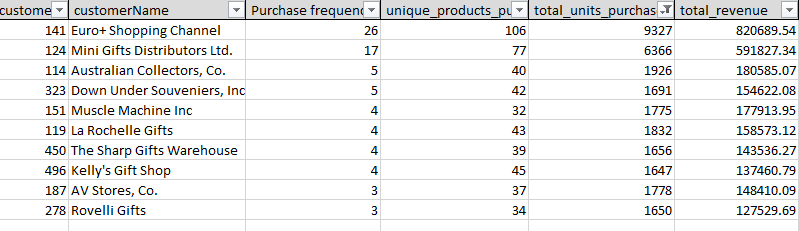 custome customerName Purchase frequenc unique_products_pu total_units_purchas total_revenue
141 Euro+ Shopping Channel 26 106 9327 820689.54
124 Mini Gifts Distributors Ltd. 17 77 6366 591827.34
114 Australian Collectors, Co. 5 40 1926 180585.07
323 Down Under Souveniers, Inc 5 42 1691 154622.08
151 Muscle Machine Inc 4 32 1775 177913.95
119 La Rochelle Gifts 4 43 1832 158573.12
450 The Sharp Gifts Warehouse 4 39 1656 143536.27
496 Kelly's Gift Shop 4 45 1647 137460.79
187 AV Stores, Co. 3 37 1778 148410.09
278 Rovelli Gifts 3 34 1650 127529.69